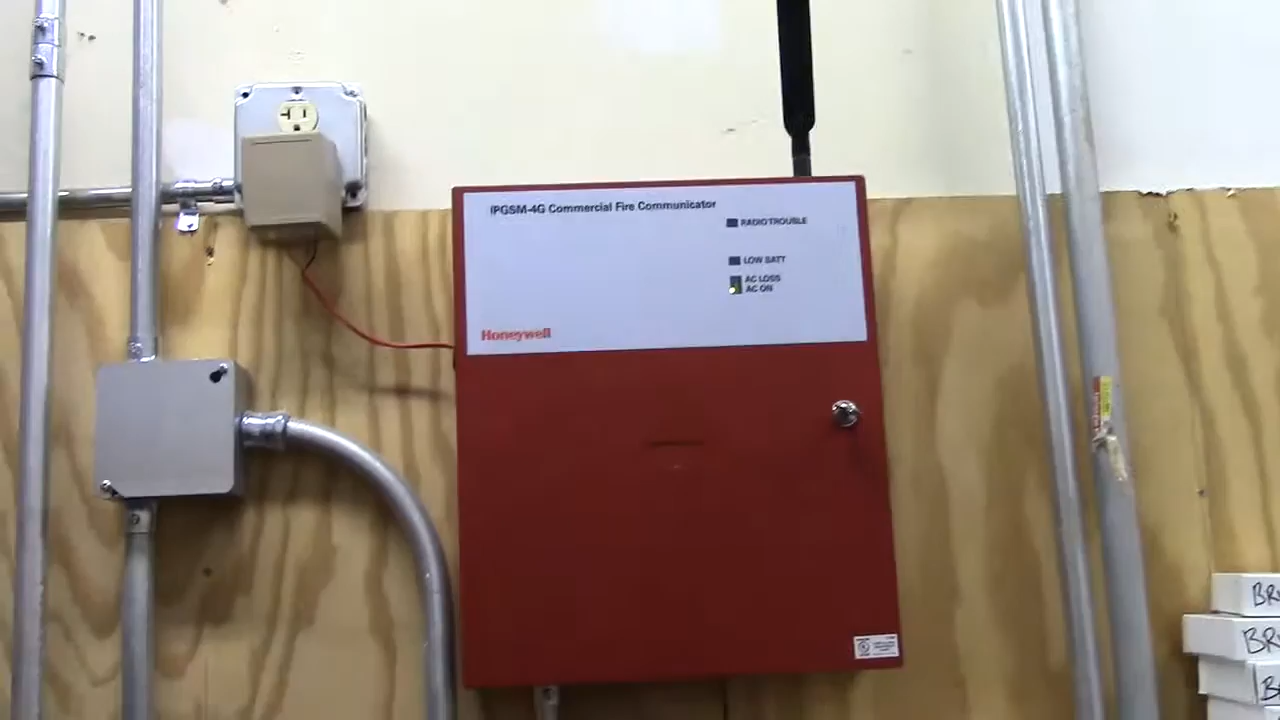 IPGSM-4G Commercial Fire Communicator
RADIO TROUBLE
LOW BATT
AC LOSS
AC ON
Honeywell